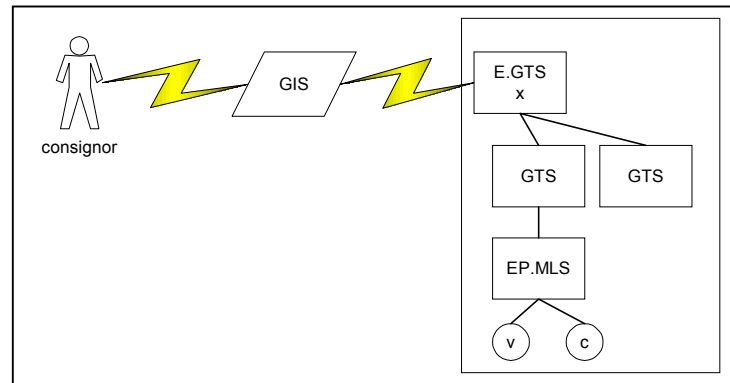 E.GTS
x
GIS
consignor
GTS
GTS
EP.MLS
v
c